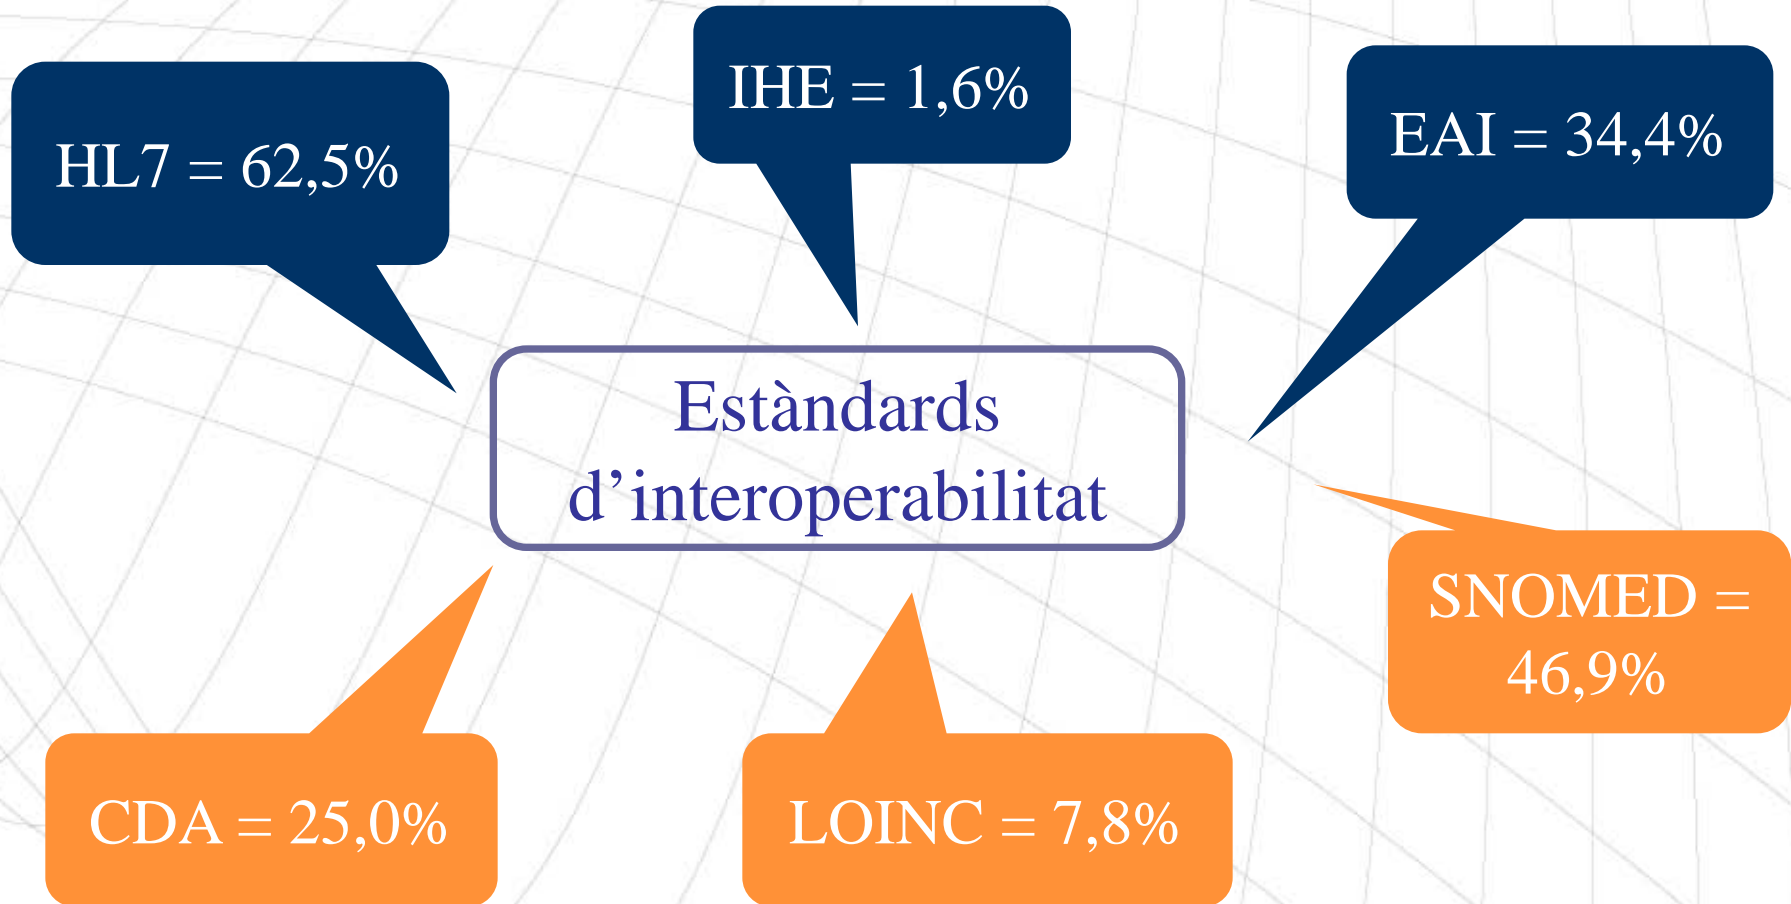 IHE = 1,6%
HL7 = 62,5%
EAI = 34,4%
Estàndards
d’interoperabilitat
SNOMED =
46,9%
CDA = 25,0%
LOINC = 7,8%